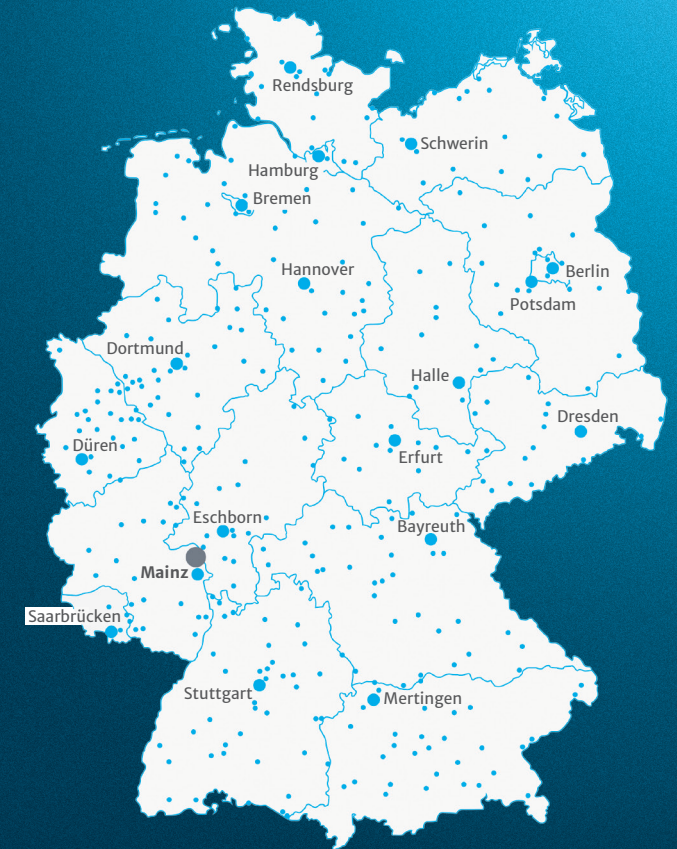 Rendsburg
Schwerin
Hamburg
Bremen
Hannover
Berlin
Potsdam
Dortmund
Halle
Dresden
Düren
Erfurt
Eschborn
Bayreuth
Mainz
Saarbrücken
Stuttgart
Mertingen